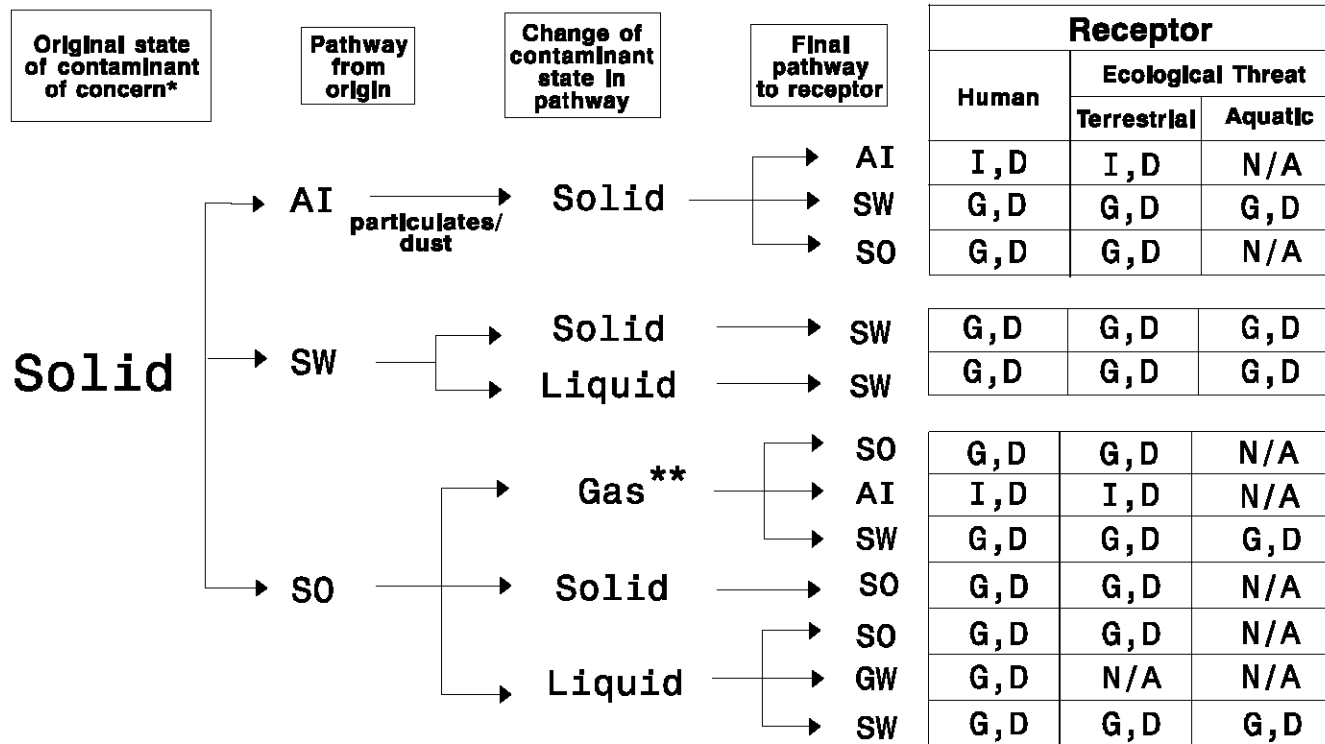 Original state
of contaminant
of concern*
Pathway
from
origin
Change of
contaminant
state in
pathway
Final
pathway
to receptor
Receptor
Human
Ecological Threat
Terrestrial
Aquatic
Solid
AI
particulates/
dust
Solid
AI
I,D
I,D
N/A
SW
G,D
G,D
G,D
SO
G,D
G,D
N/A
SW
Solid
SW
G,D
G,D
G,D
Liquid
SW
G,D
G,D
G,D
SO
Gas**
SO
G,D
G,D
N/A
AI
I,D
I,D
N/A
SW
G,D
G,D
G,D
Solid
SO
G,D
G,D
N/A
Liquid
SO
G,D
G,D
N/A
GW
G,D
N/A
N/A
SW
G,D
G,D
G,D